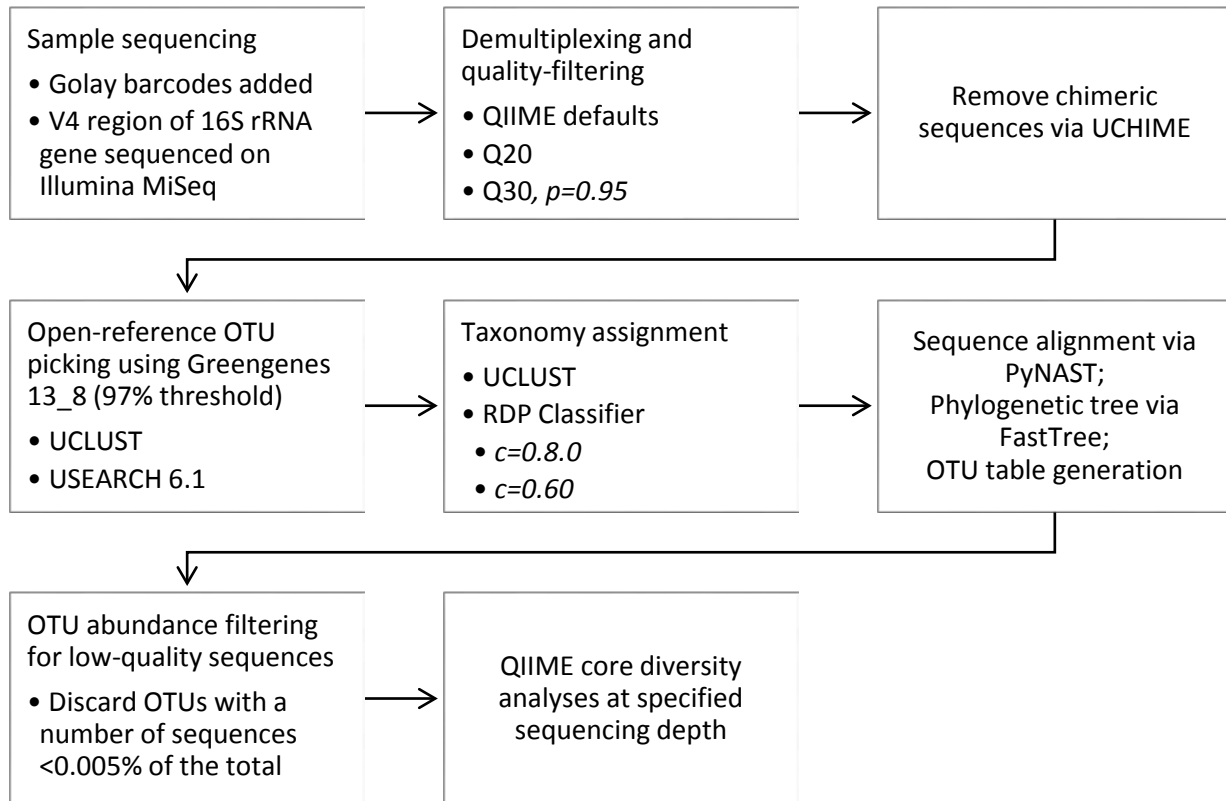 Sample sequencing
• Golay barcodes added
• V4 region of 16S rRNA
gene sequenced on
Illumina MiSeq
Demultiplexing and
quality-filtering
• QIIME defaults
• Q20
• Q30, p=0.95
Remove chimeric
sequences via UCHIME
Open-reference OTU
picking using Greengenes
13_8 (97% threshold)
• UCLUST
• USEARCH 6.1
Taxonomy assignment
• UCLUST
• RDP Classifier
• c=0.8.0
• c=0.60
Sequence alignment via
PyNAST;
Phylogenetic tree via
FastTree;
OTU table generation
OTU abundance filtering
for low-quality sequences
• Discard OTUs with a
number of sequences
<0.005% of the total
QIIME core diversity
analyses at specified
sequencing depth